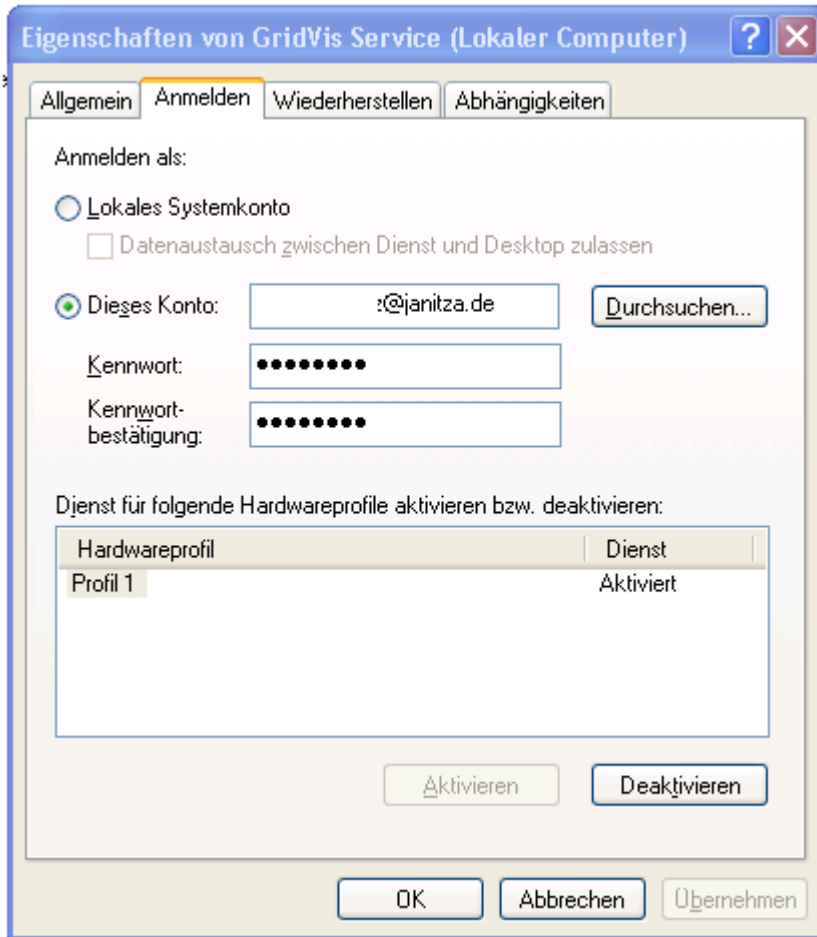 Eigenschaften von GridVis Service (Lokaler Computer)
Allgemein Anmelden Wiederherstellen Abhängigkeiten
Anmelden als:
Lokales Systemkonto
Datenaustausch zwischen Dienst und Desktop zulassen
Dieses Konto: @janitza.de Durchsuchen...
Kennwort: ●●●●●●●●
Kennwort-
bestätigung: ●●●●●●●●
Dienst für folgende Hardwareprofile aktivieren bzw. deaktivieren:
Hardwareprofil Dienst
Profil 1 Aktiviert
Aktivieren Deaktivieren
OK Abbrechen Übernehmen